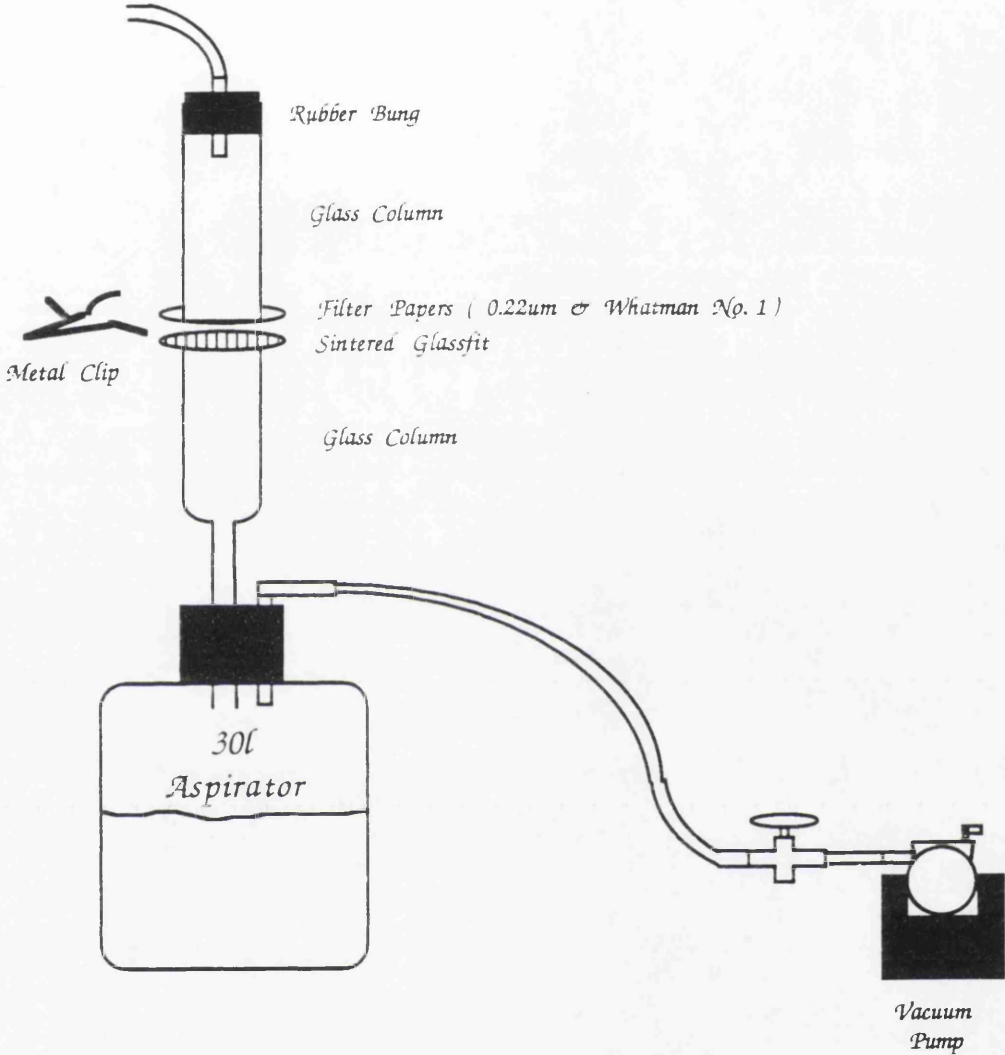 Rubber Bung
Glass Column
Filter Papers ( 0.22um & Whatman No. 1 )
Sintered Glassfit
Metal Clip
Glass Column
30l
Aspirator
Vacuum
Pump